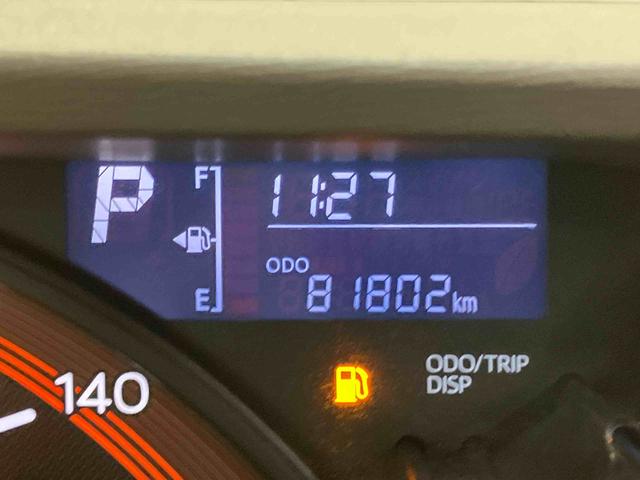 P
F
11:27
ODO
E
81802km
ODO/TRIP
DISP
140